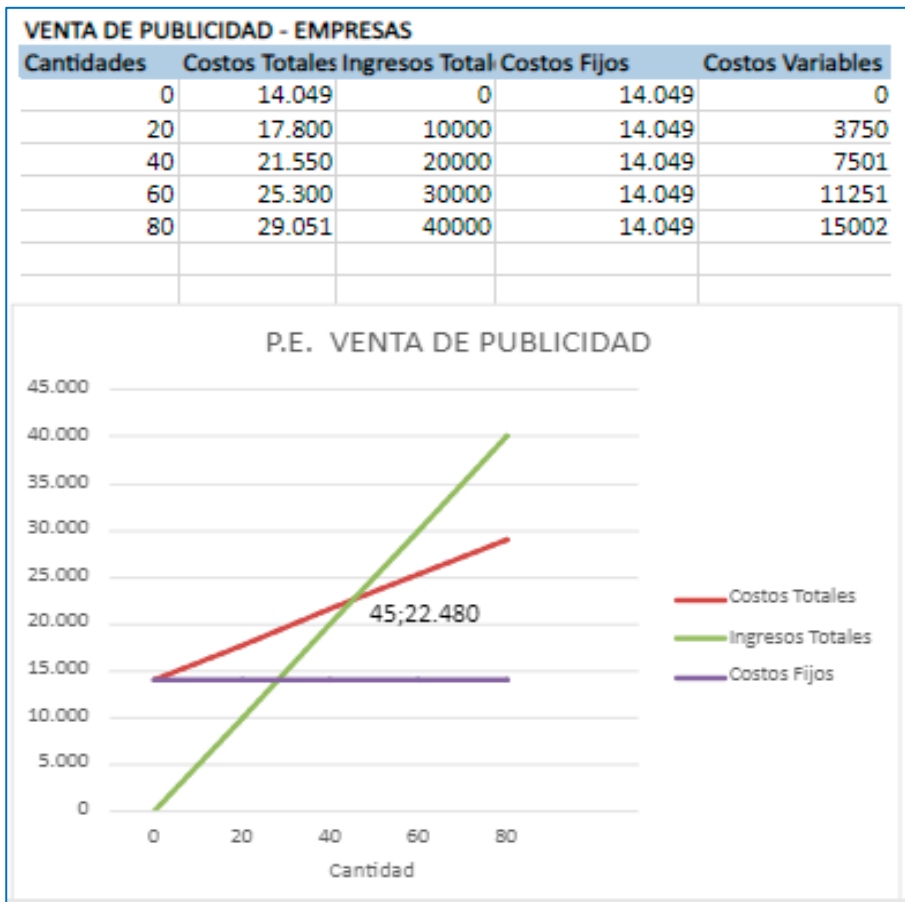 VENTA DE PUBLICIDAD - EMPRESAS
Cantidades Costos Totales Ingresos Total Costos Fijos Costos Variables
0 14.049 0 14.049 0
20 17.800 10000 14.049 3750
40 21.550 20000 14.049 7501
60 25.300 30000 14.049 11251
80 29.051 40000 14.049 15002
P.E. VENTA DE PUBLICIDAD
45.000
40.000
35.000
30.000
25.000
20.000
15.000
10.000
5.000
0
45;22.480
Costos Totales
Ingresos Totales
Costos Fijos
0 20 40 60 80
Cantidad